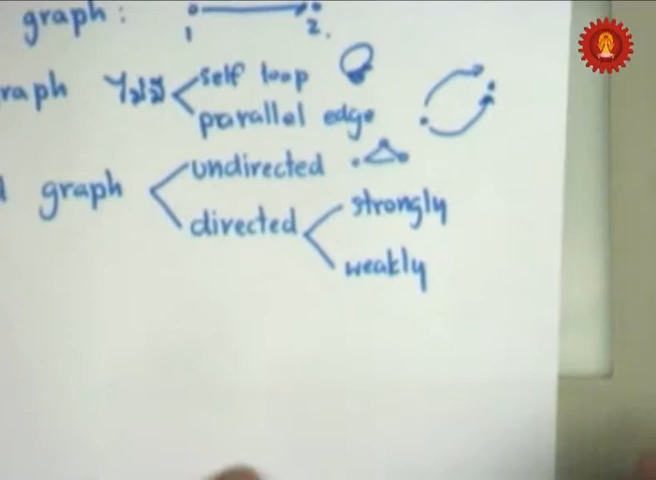 graph :
1 2.
raph ไม่มี self loop
parallel edge
graph undirected
directed strongly
weakly